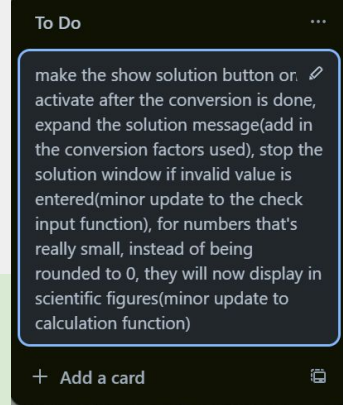 To Do
make the show solution button
activate after the conversion is done,
expand the solution message(add in
the conversion factors used), stop the
solution window if invalid value is
entered(minor update to the check
input function), for numbers that's
really small, instead of being
rounded to 0, they will now display in
scientific figures(minor update to
calculation function)
+ Add a card